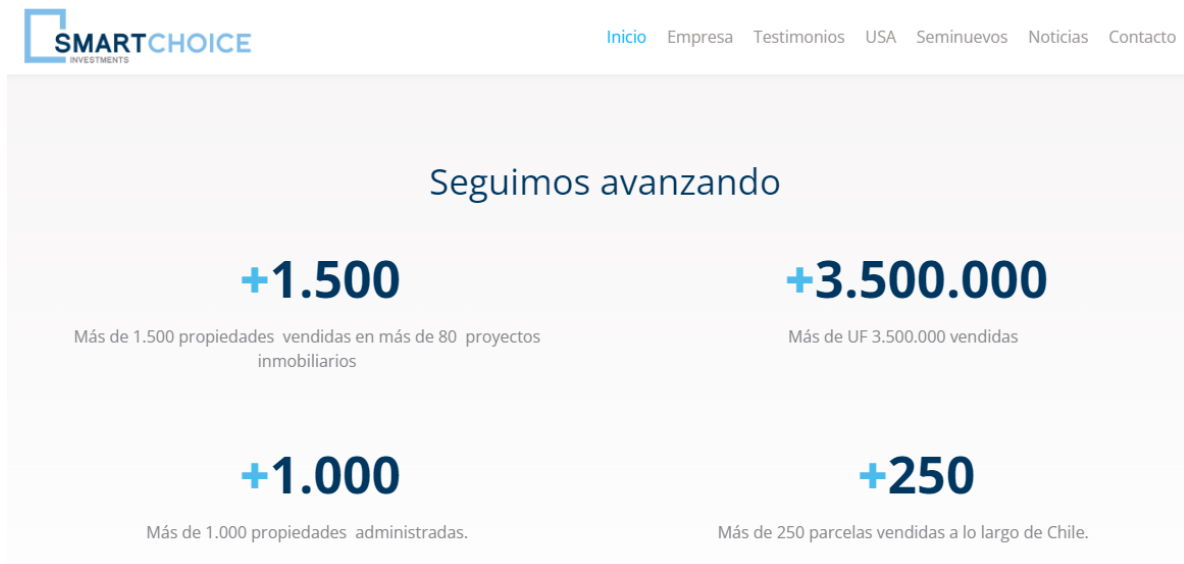 SMARTCHOICE
INVESTMENTS
Inicio Empresa Testimonios USA Seminuevos Noticias Contacto
Seguimos avanzando
+1.500
Más de 1.500 propiedades vendidas en más de 80 proyectos
inmobiliarios
+3.500.000
Más de UF 3.500.000 vendidas
+1.000
Más de 1.000 propiedades administradas.
+250
Más de 250 parcelas vendidas a lo largo de Chile.